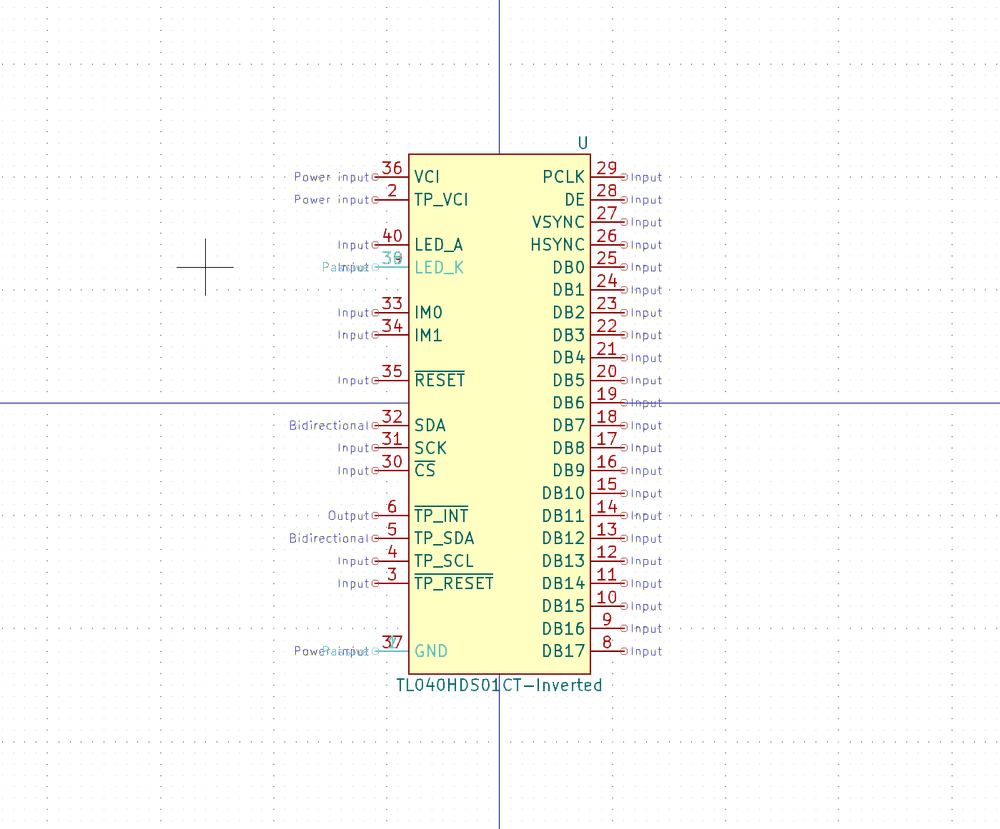 U
Power input 36 VCI PCLK 29 Input
Power input 2 TP_VCI DE 28 Input
VSYNC 27 Input
Input 40 LED_A HSYNC 26 Input
LED_K DB0 25 Input
DB1 24 Input
Input 33 IM0 DB2 23 Input
Input 34 IM1 DB3 22 Input
DB4 21 Input
Input 35 RESET DB5 20 Input
DB6 19 Input
Bidirectional 32 SDA DB7 18 Input
Input 31 SCK DB8 17 Input
Input 30 CS DB9 16 Input
DB10 15 Input
Output 6 TP_INT DB11 14 Input
Bidirectional 5 TP_SDA DB12 13 Input
Input 4 TP_SCL DB13 12 Input
Input 3 TP_RESET DB14 11 Input
DB15 10 Input
DB16 9 Input
Power input 37 GND DB17 8 Input
TL040HDS01CT-Inverted